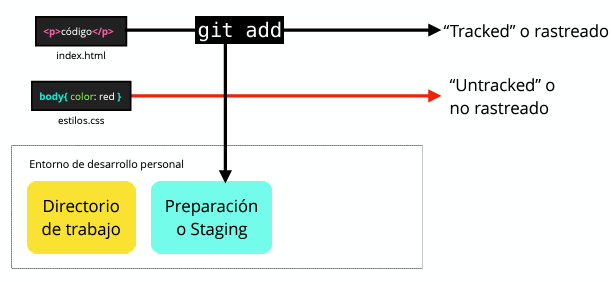 <p>código</p>
git add
“Tracked” o rastreado
index.html
body{ color: red }
“Untracked” o
no rastreado
estilos.css
Entorno de desarrollo personal
Directorio
de trabajo
Preparación
o Staging